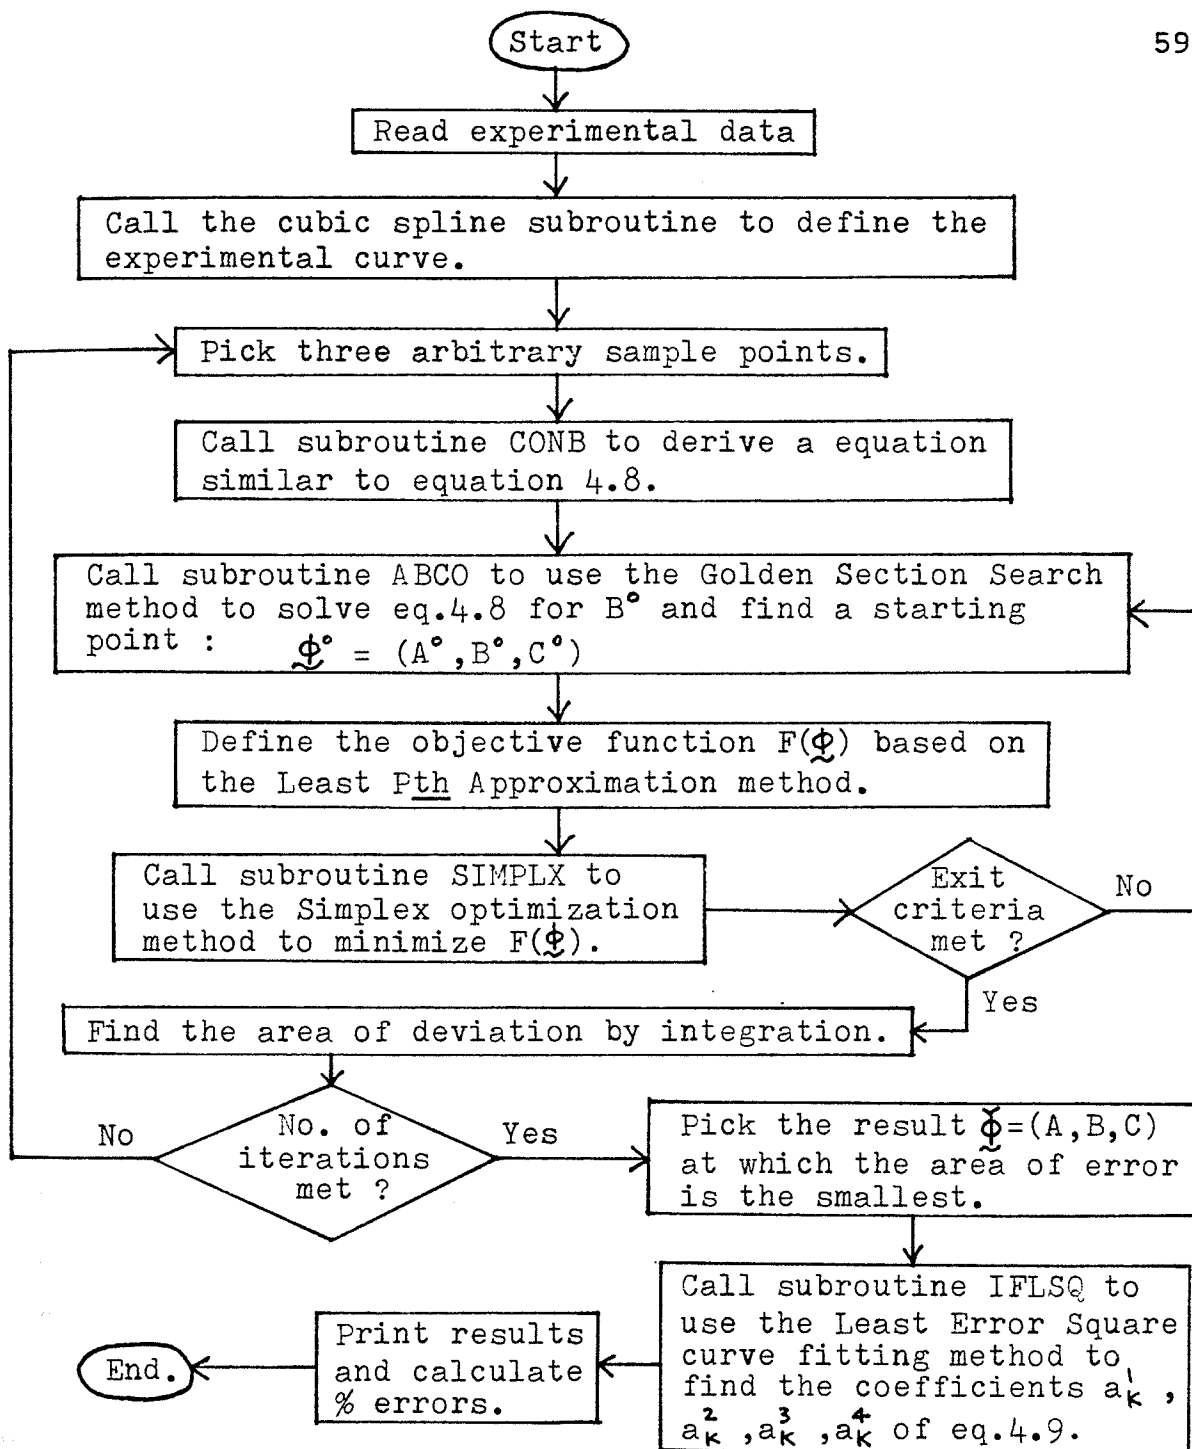 59
Start
Read experimental data
Call the cubic spline subroutine to define the
experimental curve.
Pick three arbitrary sample points.
Call subroutine CONB to derive a equation
similar to equation 4.8.
Call subroutine ABCO to use the Golden Section Search
method to solve eq.4.8 for B° and find a starting
point : ϕ° = (A°,B°,C°)
Define the objective function F(ϕ) based on
the Least Pth Approximation method.
Call subroutine SIMPLX to
use the Simplex optimization
method to minimize F(ϕ).
Exit
criteria
met ?
No
Yes
Find the area of deviation by integration.
No. of
iterations
met ?
No
Yes
Pick the result ϕ̌=(A,B,C)
at which the area of error
is the smallest.
Call subroutine IFLSQ to
use the Least Error Square
curve fitting method to
find the coefficients a¹ₖ ,
a²ₖ ,a³ₖ ,a⁴ₖ of eq.4.9.
Print results
and calculate
% errors.
End.